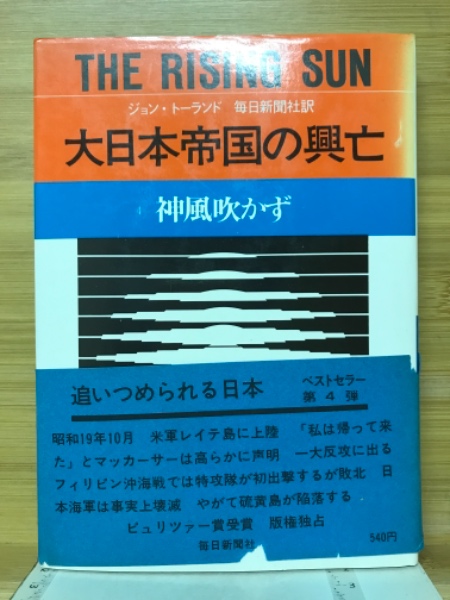 THE RISING SUN
ジョン・トーランド 毎日新聞社訳
大日本帝国の興亡
4 神風吹かず
追いつめられる日本
ベストセラー
第4弾
昭和19年10月 米軍レイテ島に上陸 「私は帰って来
た」とマッカーサーは高らかに声明 一大反攻に出る
フィリピン沖海戦では特攻隊が初出撃するが敗北 日
本海軍は事実上壊滅 やがて硫黄島が陥落する
ピュリツァー賞受賞 版権独占
毎日新聞社
540円